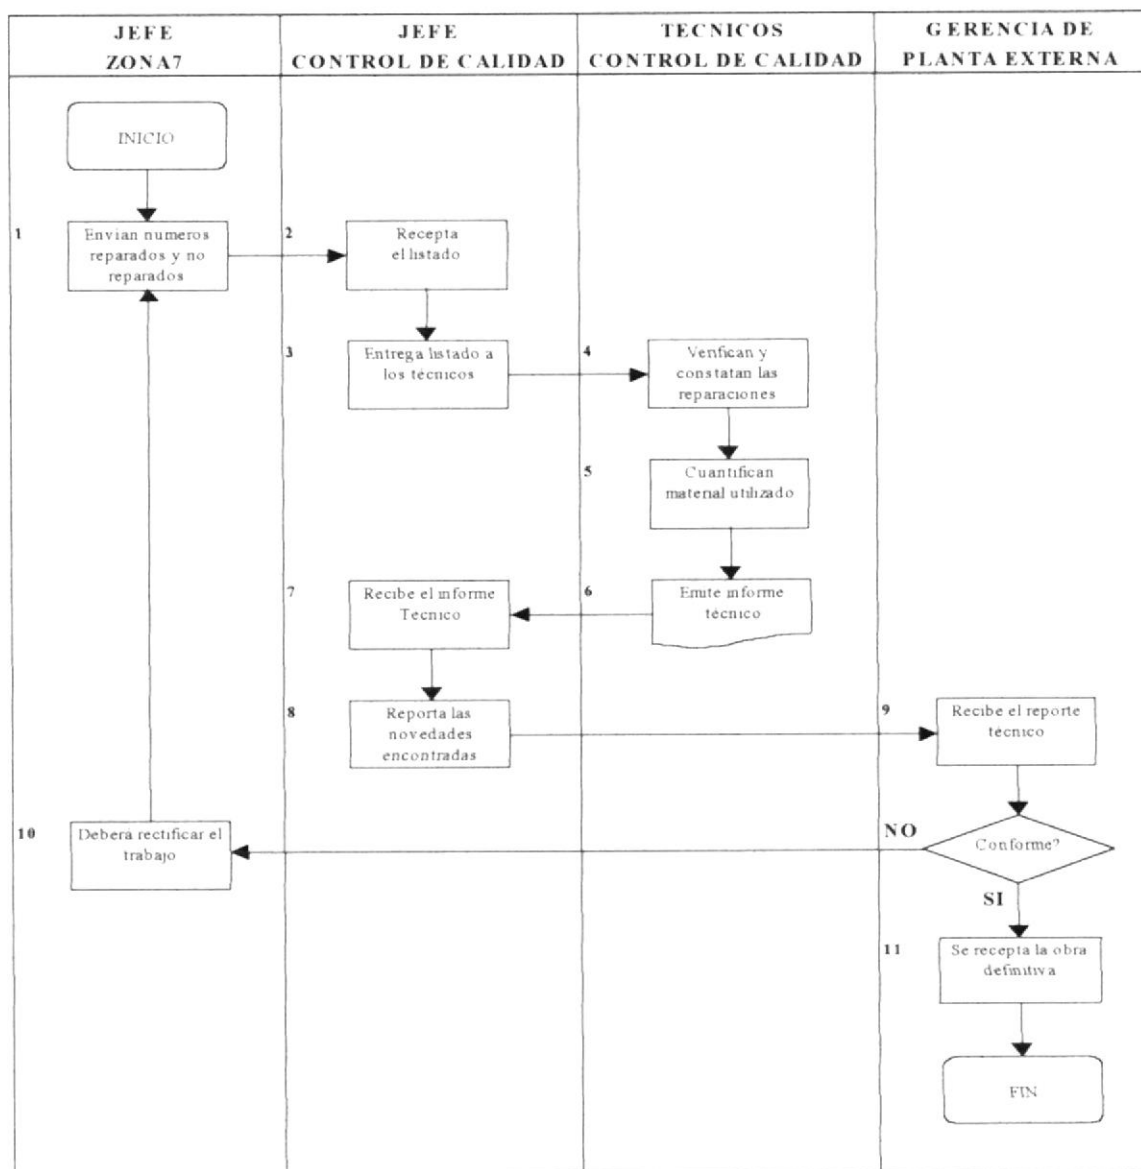 JEFE
ZONA7
JEFE
CONTROL DE CALIDAD
TECNICOS
CONTROL DE CALIDAD
GERENCIA DE
PLANTA EXTERNA
INICIO
1
Envian numeros
reparados y no
reparados
2
Recepta
el listado
3
Entrega listado a
los técnicos
4
Verifican y
constatan las
reparaciones
5
Cuantifican
material utilizado
6
Emite informe
técnico
7
Recibe el informe
Tecnico
8
Reporta las
novedades
encontradas
9
Recibe el reporte
técnico
10
Deberá rectificar el
trabajo
NO
Conforme?
SI
11
Se recepta la obra
definitiva
FIN